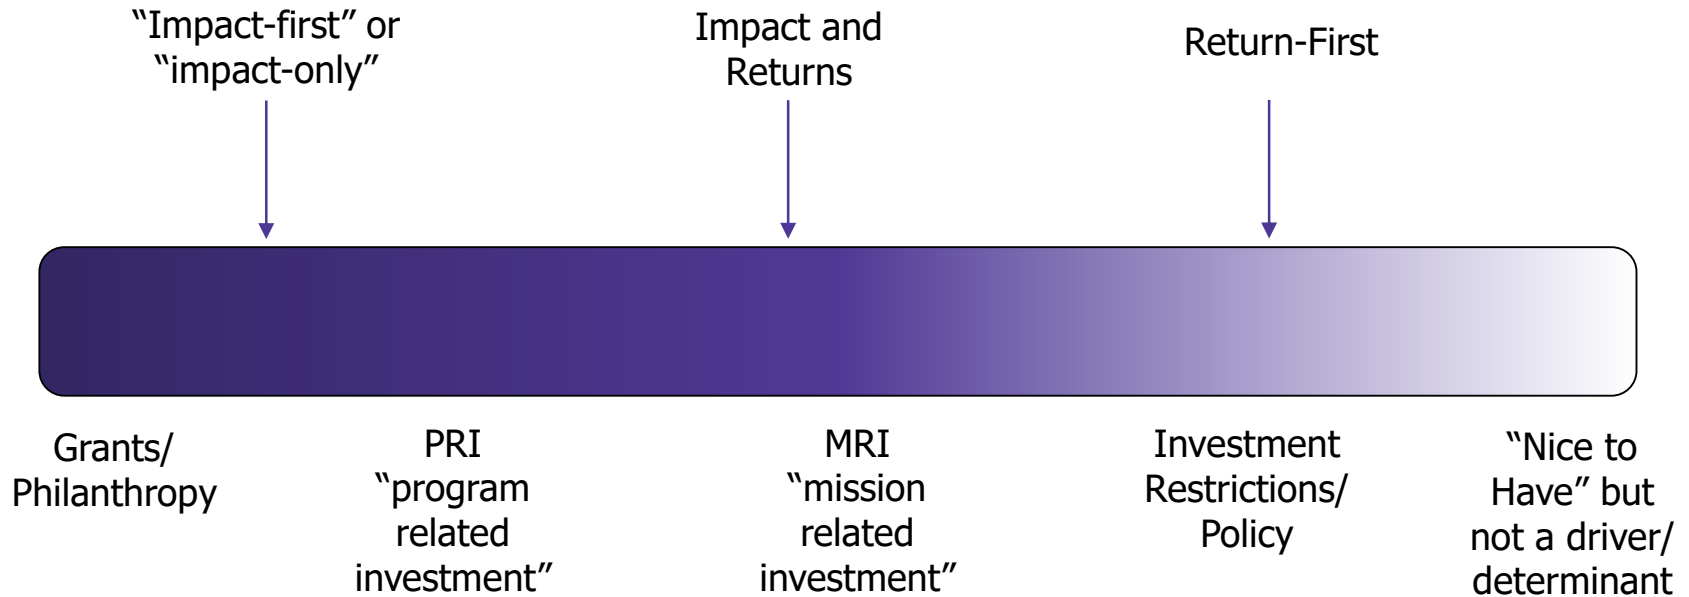 “Impact-first” or
“impact-only”
Impact and
Returns
Return-First
Grants/
Philanthropy
PRI
“program
related
investment”
MRI
“mission
related
investment”
Investment
Restrictions/
Policy
“Nice to
Have” but
not a driver/
determinant